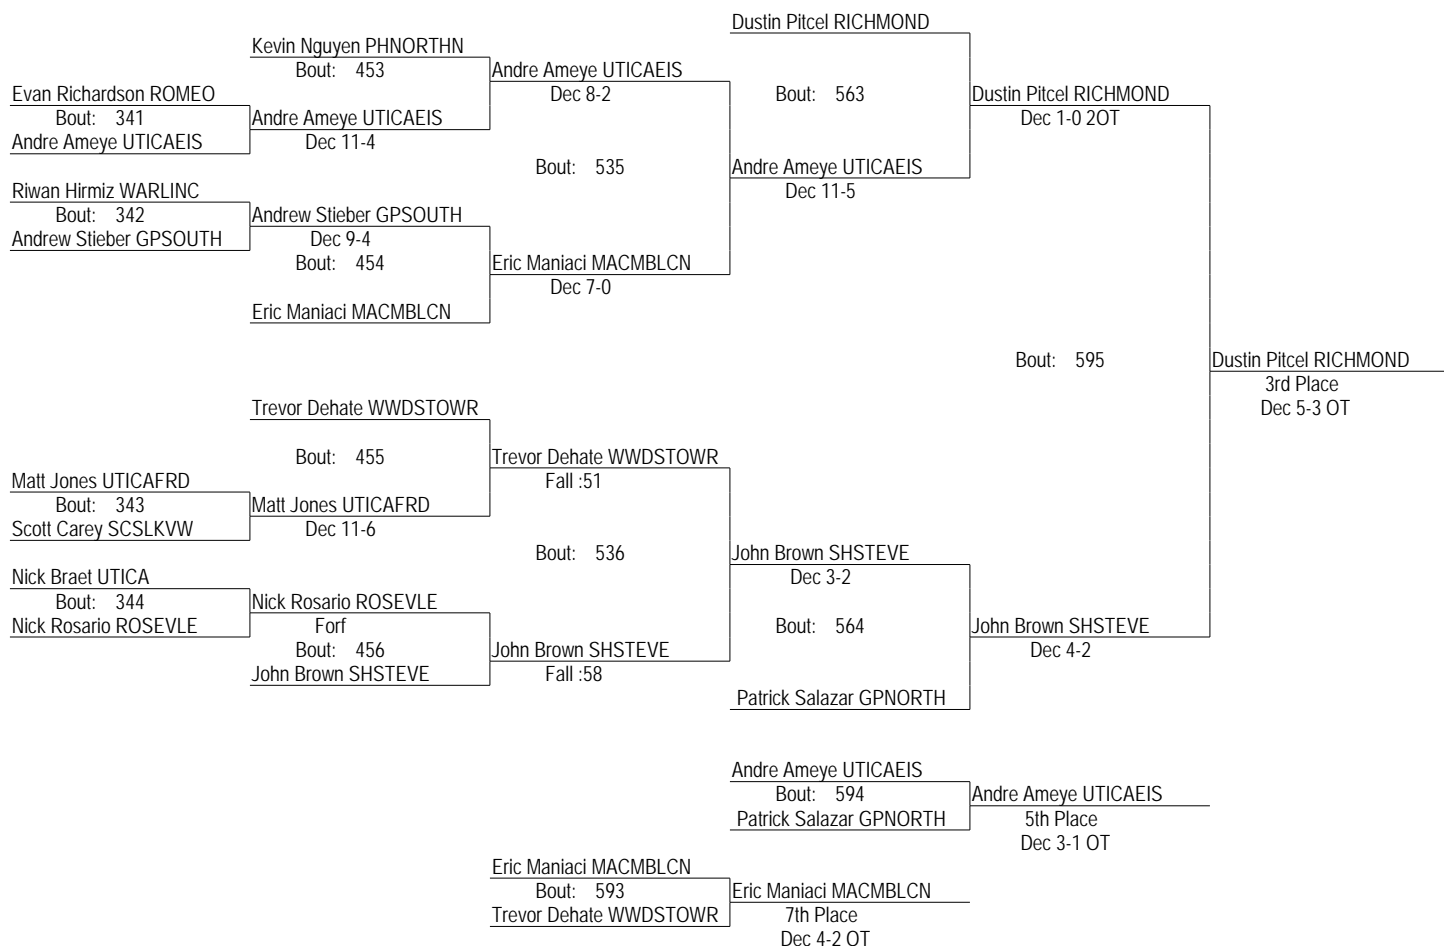 Dustin Pitcel RICHMOND
Kevin Nguyen PHNORTHN
Bout: 453
Andre Ameye UTICAEIS
Dec 8-2
Evan Richardson ROMEO
Bout: 341
Andre Ameye UTICAEIS
Andre Ameye UTICAEIS
Dec 11-4
Bout: 563
Dustin Pitcel RICHMOND
Dec 1-0 2OT
Bout: 535
Andre Ameye UTICAEIS
Dec 11-5
Riwan Hirmiz WARLINC
Bout: 342
Andrew Stieber GPSOUTH
Andrew Stieber GPSOUTH
Dec 9-4
Bout: 454
Eric Maniaci MACMBLCN
Eric Maniaci MACMBLCN
Dec 7-0
Bout: 595
Dustin Pitcel RICHMOND
3rd Place
Dec 5-3 OT
Trevor Dehate WWDSTOWR
Bout: 455
Trevor Dehate WWDSTOWR
Fall :51
Matt Jones UTICAFRD
Bout: 343
Scott Carey SCSLKVW
Matt Jones UTICAFRD
Dec 11-6
Bout: 536
John Brown SHSTEVE
Dec 3-2
Nick Braet UTICA
Bout: 344
Nick Rosario ROSEVLE
Nick Rosario ROSEVLE
Forf
Bout: 456
John Brown SHSTEVE
John Brown SHSTEVE
Fall :58
Bout: 564
John Brown SHSTEVE
Dec 4-2
Patrick Salazar GPNORTH
Andre Ameye UTICAEIS
Bout: 594
Patrick Salazar GPNORTH
Andre Ameye UTICAEIS
5th Place
Dec 3-1 OT
Eric Maniaci MACMBLCN
Bout: 593
Trevor Dehate WWDSTOWR
Eric Maniaci MACMBLCN
7th Place
Dec 4-2 OT